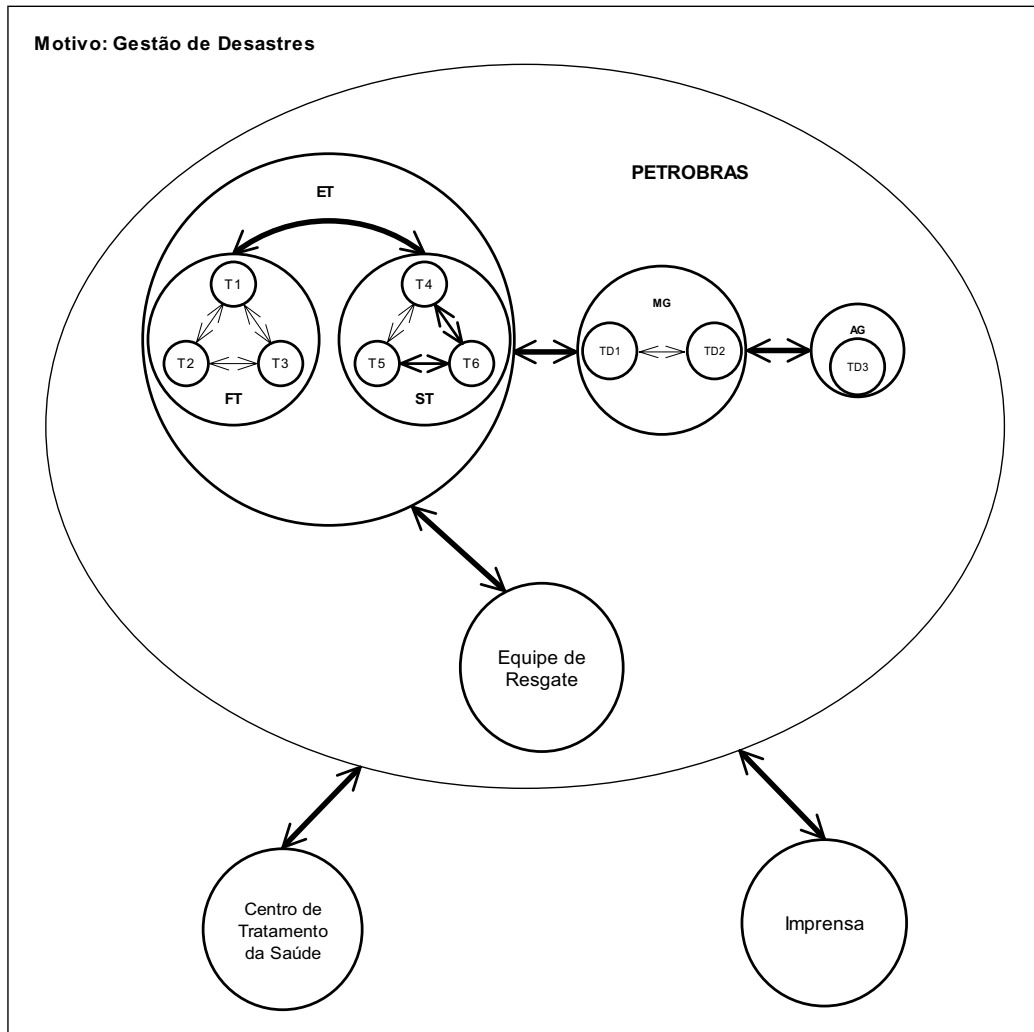 Motivo: Gestão de Desastres
PETROBRAS
ET
T1
T2
T3
FT
T4
T5
T6
ST
MG
TD1
TD2
AG
TD3
Equipe de
Resgate
Centro de
Tratamento
da Saúde
Imprensa